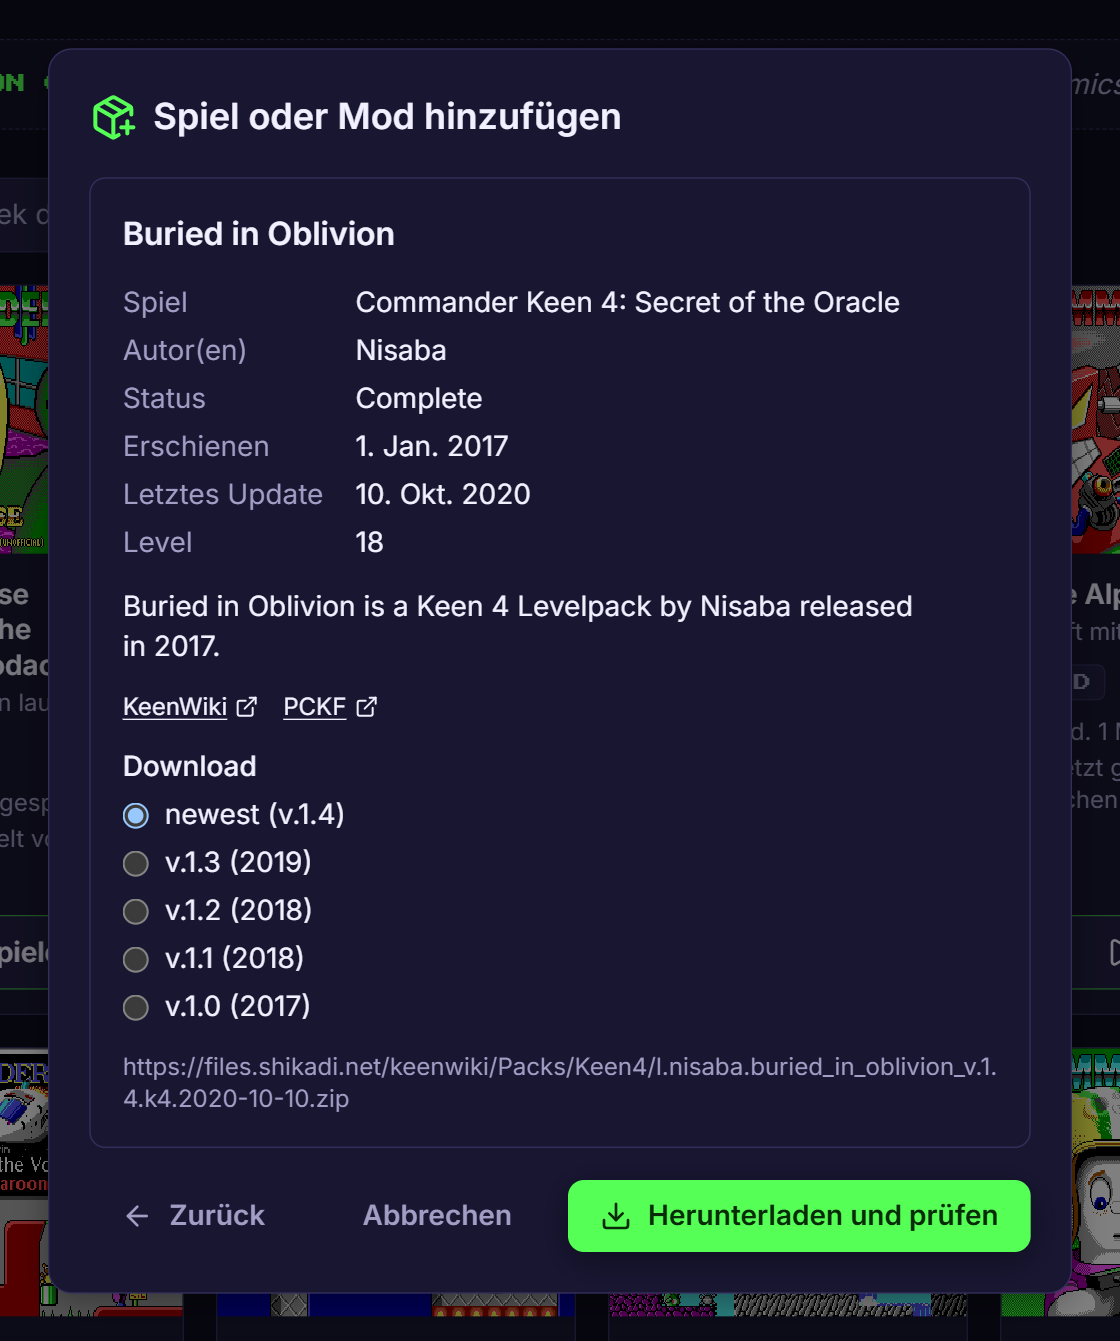 Spiel oder Mod hinzufügen
Buried in Oblivion
Spiel Commander Keen 4: Secret of the Oracle
Autor(en) Nisaba
Status Complete
Erschienen 1. Jan. 2017
Letztes Update 10. Okt. 2020
Level 18
Buried in Oblivion is a Keen 4 Levelpack by Nisaba released
in 2017.
KeenWiki PCKF
Download
newest (v.1.4)
v.1.3 (2019)
v.1.2 (2018)
v.1.1 (2018)
v.1.0 (2017)
https://files.shikadi.net/keenwiki/Packs/Keen4/l.nisaba.buried_in_oblivion_v.1.
4.k4.2020-10-10.zip
Zurück Abbrechen Herunterladen und prüfen